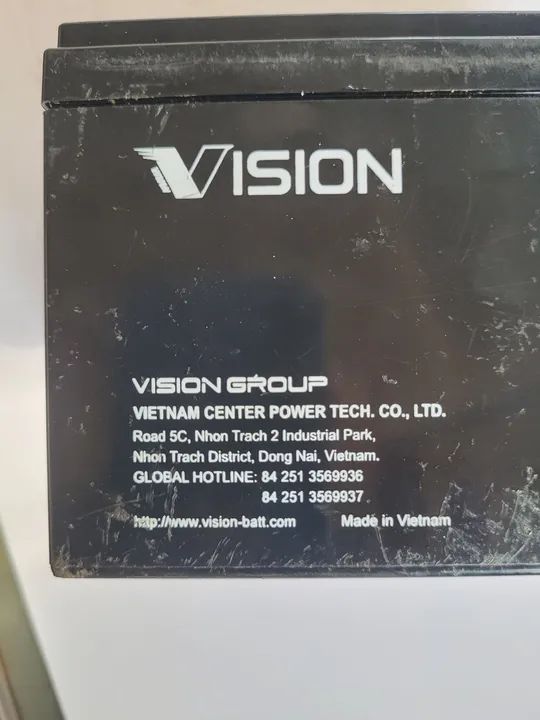 VISION
VISION GROUP
VIETNAM CENTER POWER TECH. CO., LTD.
Road 5C, Nhon Trach 2 Industrial Park,
Nhon Trach District, Dong Nai, Vietnam.
GLOBAL HOTLINE: 84 251 3569936
84 251 3569937
http://www.vision-batt.com Made in Vietnam